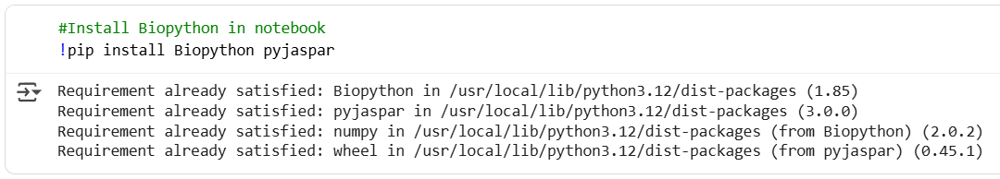 #Install Biopython in notebook
!pip install Biopython pyjaspar
Requirement already satisfied: Biopython in /usr/local/lib/python3.12/dist-packages (1.85)
Requirement already satisfied: pyjaspar in /usr/local/lib/python3.12/dist-packages (3.0.0)
Requirement already satisfied: numpy in /usr/local/lib/python3.12/dist-packages (from Biopython) (2.0.2)
Requirement already satisfied: wheel in /usr/local/lib/python3.12/dist-packages (from pyjaspar) (0.45.1)